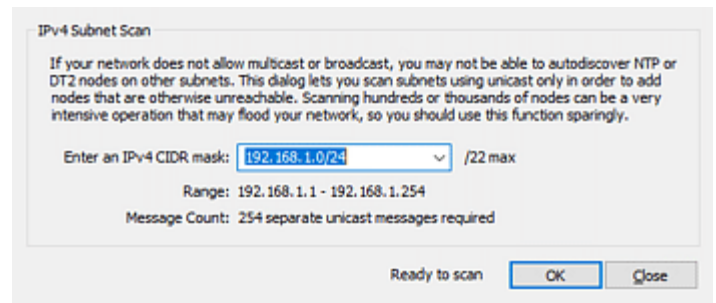 IPv4 Subnet Scan
If your network does not allow multicast or broadcast, you may not be able to autodiscover NTP or
DT2 nodes on other subnets. This dialog lets you scan subnets using unicast only in order to add
nodes that are otherwise unreachable. Scanning hundreds or thousands of nodes can be a very
intensive operation that may flood your network, so you should use this function sparingly.
Enter an IPv4 CIDR mask: 192.168.1.0/24 /22 max
Range: 192.168.1.1 - 192.168.1.254
Message Count: 254 separate unicast messages required
Ready to scan OK Close